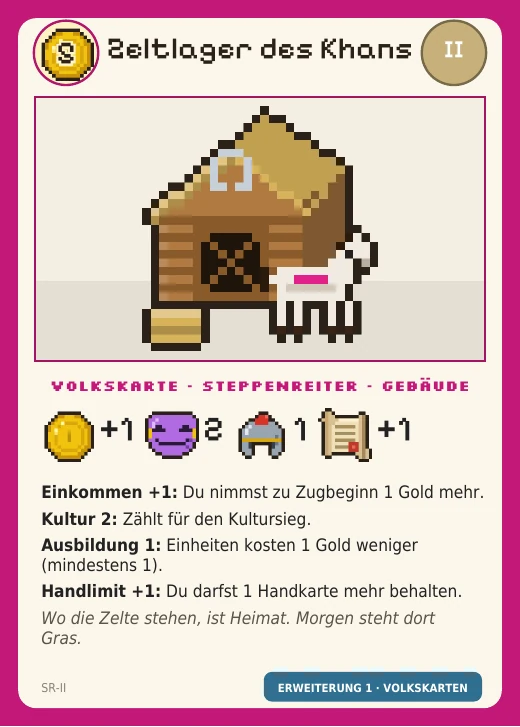 8 Zeltlager des Khans II
VOLKSKARTE - STEPPENREITER - GEBÄUDE
+1 2 1 +1
Einkommen +1: Du nimmst zu Zugbeginn 1 Gold mehr.
Kultur 2: Zählt für den Kultursieg.
Ausbildung 1: Einheiten kosten 1 Gold weniger
(mindestens 1).
Handlimit +1: Du darfst 1 Handkarte mehr behalten.
Wo die Zelte stehen, ist Heimat. Morgen steht dort
Gras.
SR-II
ERWEITERUNG 1 · VOLKSKARTEN